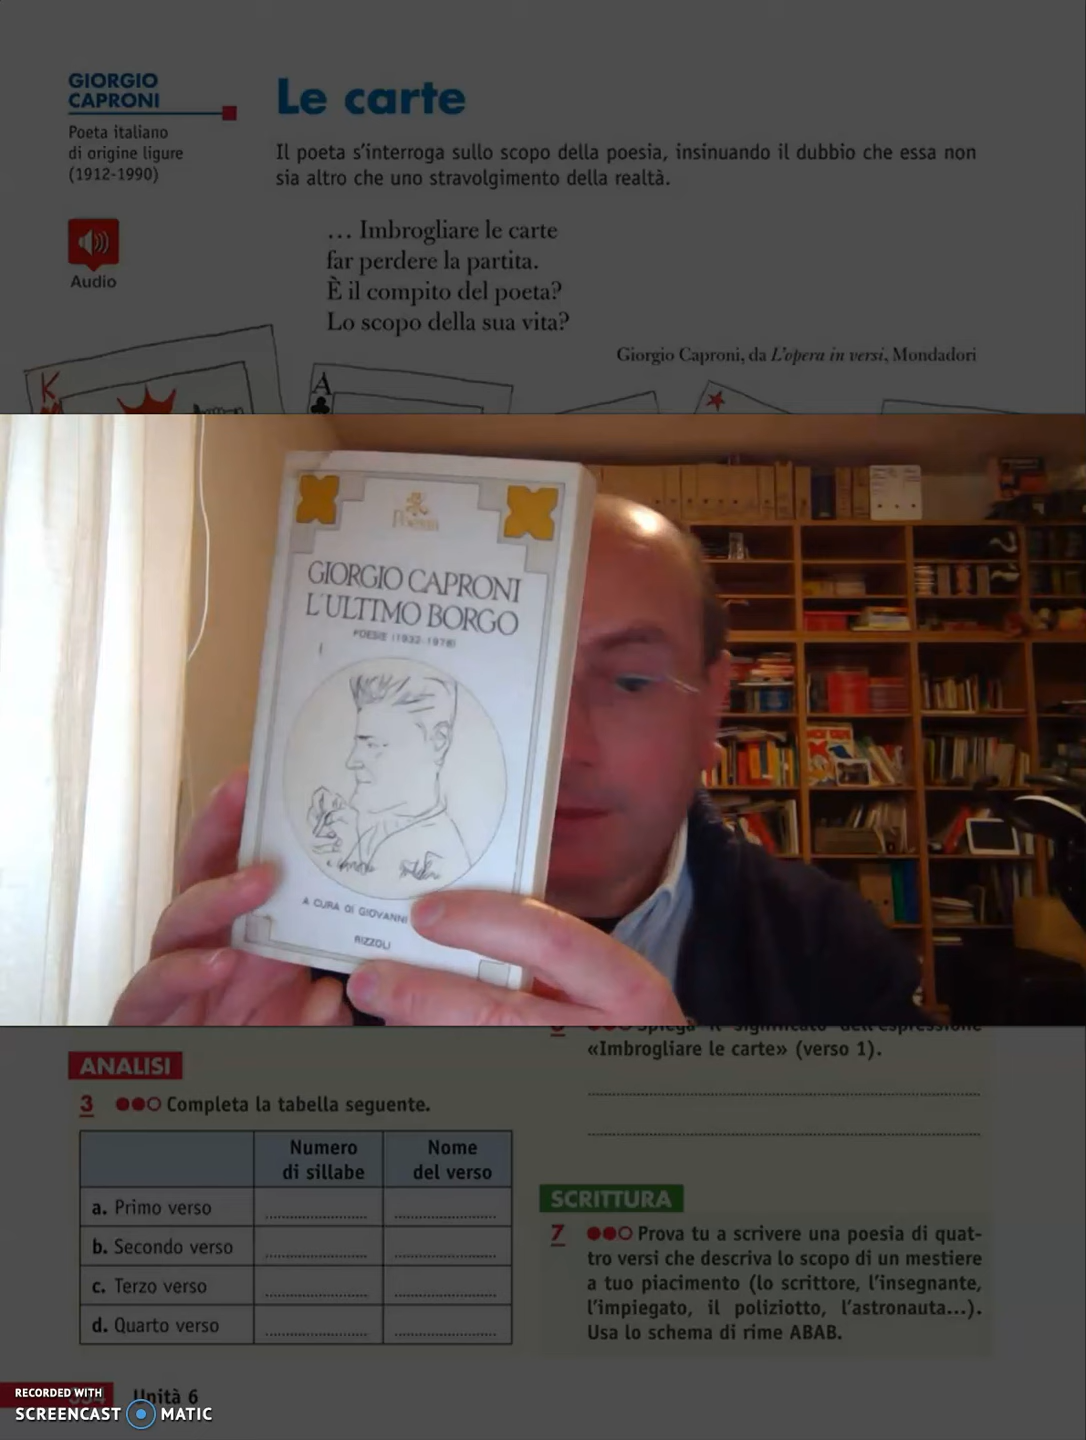 GIORGIO
CAPRONI
Poeta italiano
di origine ligure
(1912-1990)
Audio
Le carte
Il poeta s'interroga sullo scopo della poesia, insinuando il dubbio che essa non
sia altro che uno stravolgimento della realtà.
… Imbrogliare le carte
far perdere la partita.
È il compito del poeta?
Lo scopo della sua vita?
Giorgio Caproni, da L'opera in versi, Mondadori
K
A
Poesia
GIORGIO CAPRONI
L'ULTIMO BORGO
POESIE (1932-1978)
A CURA DI GIOVANNI
RIZZOLI
ANALISI
3 Completa la tabella seguente.
Numero
di sillabe
Nome
del verso
a. Primo verso
b. Secondo verso
c. Terzo verso
d. Quarto verso
Spiega il significato dell'espressione
«Imbrogliare le carte» (verso 1).
SCRITTURA
7 Prova tu a scrivere una poesia di quat-
tro versi che descriva lo scopo di un mestiere
a tuo piacimento (lo scrittore, l'insegnante,
l'impiegato, il poliziotto, l'astronauta...).
Usa lo schema di rime ABAB.
Unità 6
RECORDED WITH
SCREENCAST MATIC